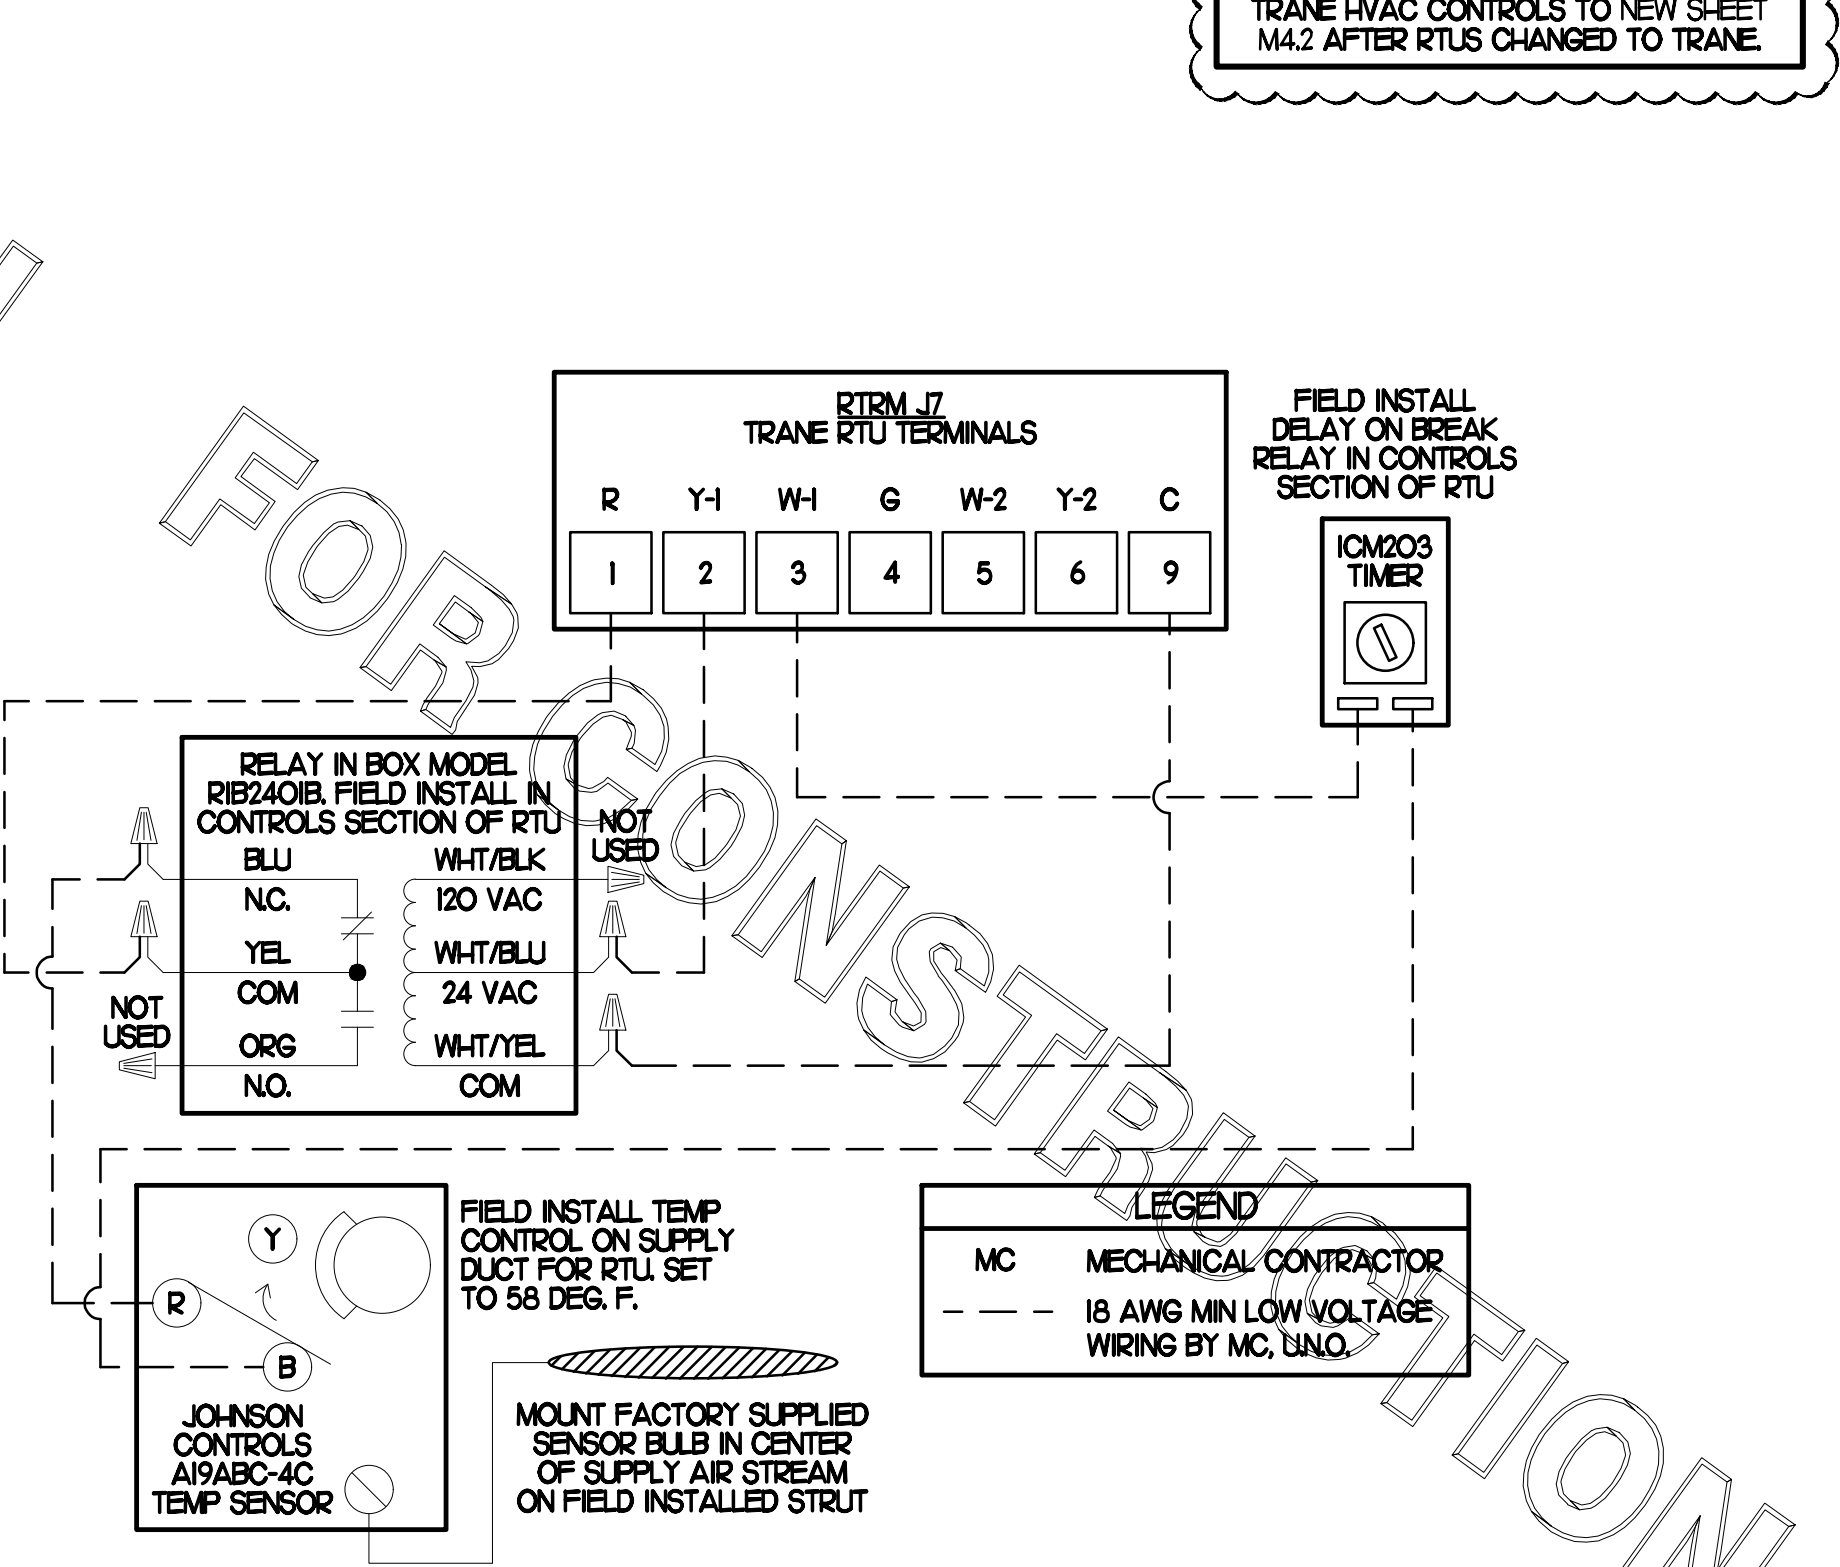 TRANE HVAC CONTROLS TO NEW SHEET
M4.2 AFTER RTUS CHANGED TO TRANE.
RTRM J7
TRANE RTU TERMINALS
R Y-1 W-1 G W-2 Y-2 C
1 2 3 4 5 6 9
FIELD INSTALL
DELAY ON BREAK
RELAY IN CONTROLS
SECTION OF RTU
ICM203
TIMER
RELAY IN BOX MODEL
RIB2401B. FIELD INSTALL IN
CONTROLS SECTION OF RTU
NOT
USED
BLU WHT/BLK
N.C. 120 VAC
YEL WHT/BLU
COM 24 VAC
NOT
USED
ORG WHT/YEL
N.O. COM
Y
R
B
JOHNSON
CONTROLS
A19ABC-4C
TEMP SENSOR
FIELD INSTALL TEMP
CONTROL ON SUPPLY
DUCT FOR RTU. SET
TO 58 DEG. F.
MOUNT FACTORY SUPPLIED
SENSOR BULB IN CENTER
OF SUPPLY AIR STREAM
ON FIELD INSTALLED STRUT
LEGEND
MC MECHANICAL CONTRACTOR
18 AWG MIN LOW VOLTAGE
WIRING BY MC, U.N.O.
FOR CONSTRUCTION